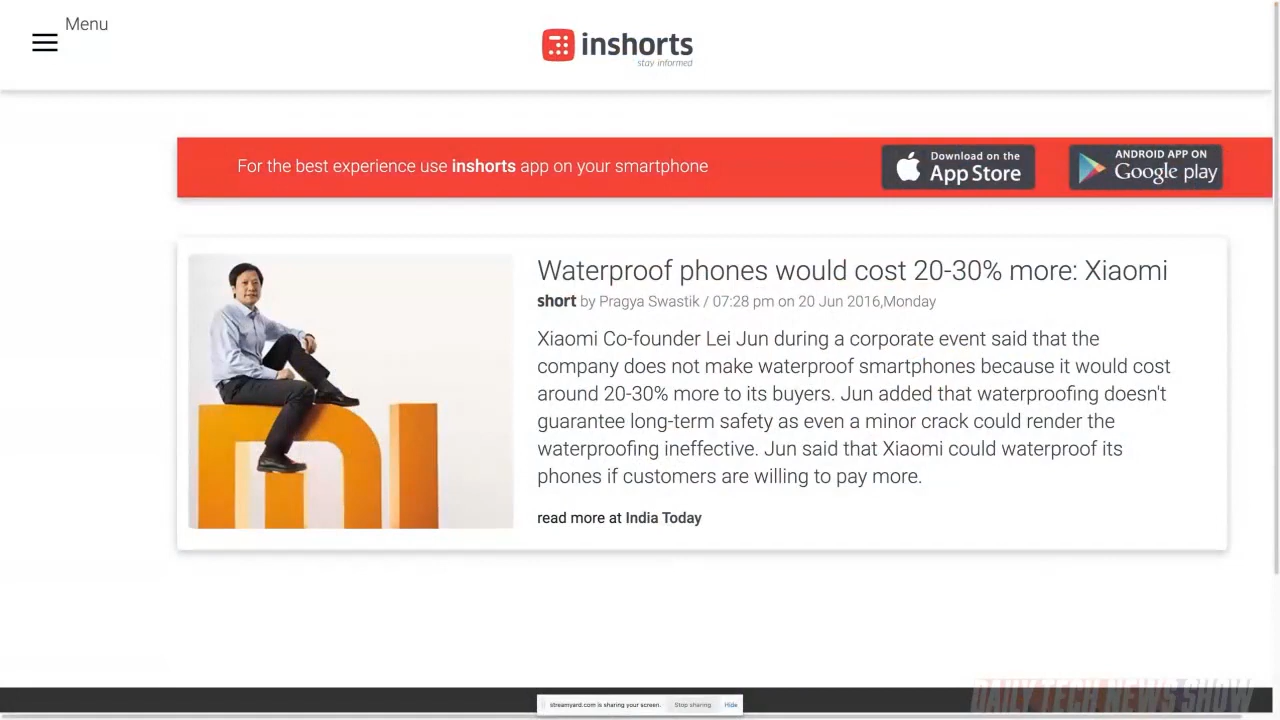 Menu
inshorts
stay informed
For the best experience use inshorts app on your smartphone
Download on the
App Store
ANDROID APP ON
Google play
Waterproof phones would cost 20-30% more: Xiaomi
short by Pragya Swastik / 07:28 pm on 20 Jun 2016,Monday
Xiaomi Co-founder Lei Jun during a corporate event said that the
company does not make waterproof smartphones because it would cost
around 20-30% more to its buyers. Jun added that waterproofing doesn't
guarantee long-term safety as even a minor crack could render the
waterproofing ineffective. Jun said that Xiaomi could waterproof its
phones if customers are willing to pay more.
read more at India Today
streamyard.com is sharing your screen.
Stop sharing
Hide
DAILY TECH NEWS SHOW